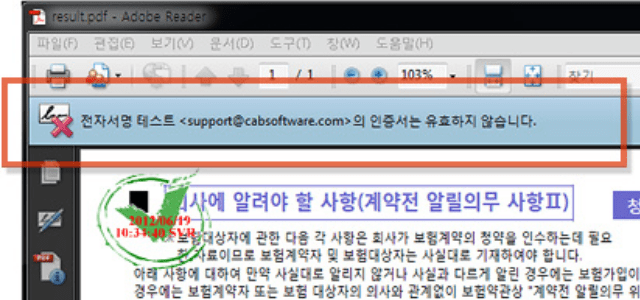 result.pdf - Adobe Reader
파일(F) 편집(E) 보기(V) 문서(D) 도구(T) 창(W) 도움말(H)
1 / 1 103% 찾기
전자서명 테스트 <support@cabsoftware.com>의 인증서는 유효하지 않습니다.
회사에 알려야 할 사항(계약전 알릴의무 사항Ⅱ) 청
2012/06/19
10:34:40 SVR
보험대상자에 관한 다음 각 사항은 회사가 보험계약의 청약을 인수하는데 필요
한 자료이므로 보험계약자 및 보험대상자는 사실대로 기재하여야 합니다.
아래 사항에 대하여 만약 사실대로 알리지 않거나 사실과 다르게 알린 경우에는 보험가입이
경우에는 보험계약자 또는 보험 대상자의 의사와 관계없이 보험약관상 "계약전 알릴의무 위